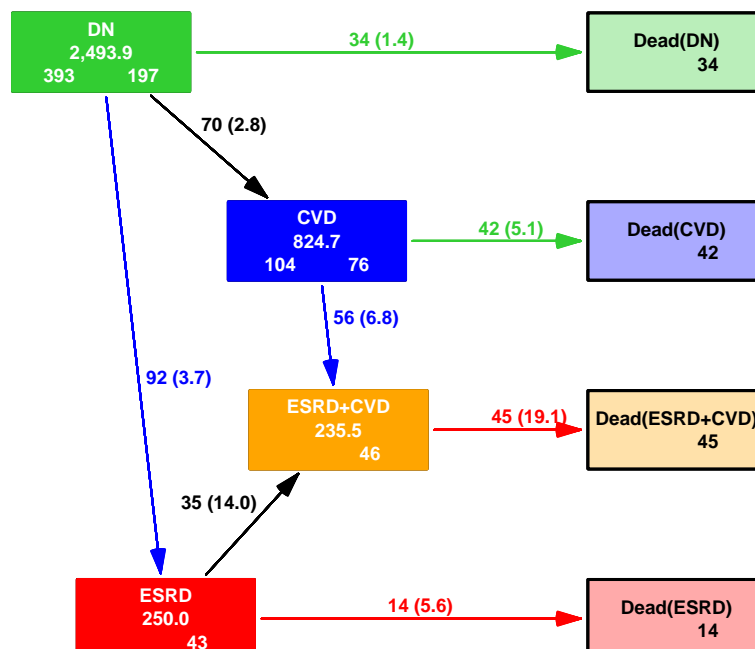 DN
2,493.9
393 197
34 (1.4)
Dead(DN)
34
70 (2.8)
CVD
824.7
104 76
42 (5.1)
Dead(CVD)
42
56 (6.8)
92 (3.7)
ESRD+CVD
235.5
46
45 (19.1)
Dead(ESRD+CVD)
45
35 (14.0)
ESRD
250.0
43
14 (5.6)
Dead(ESRD)
14